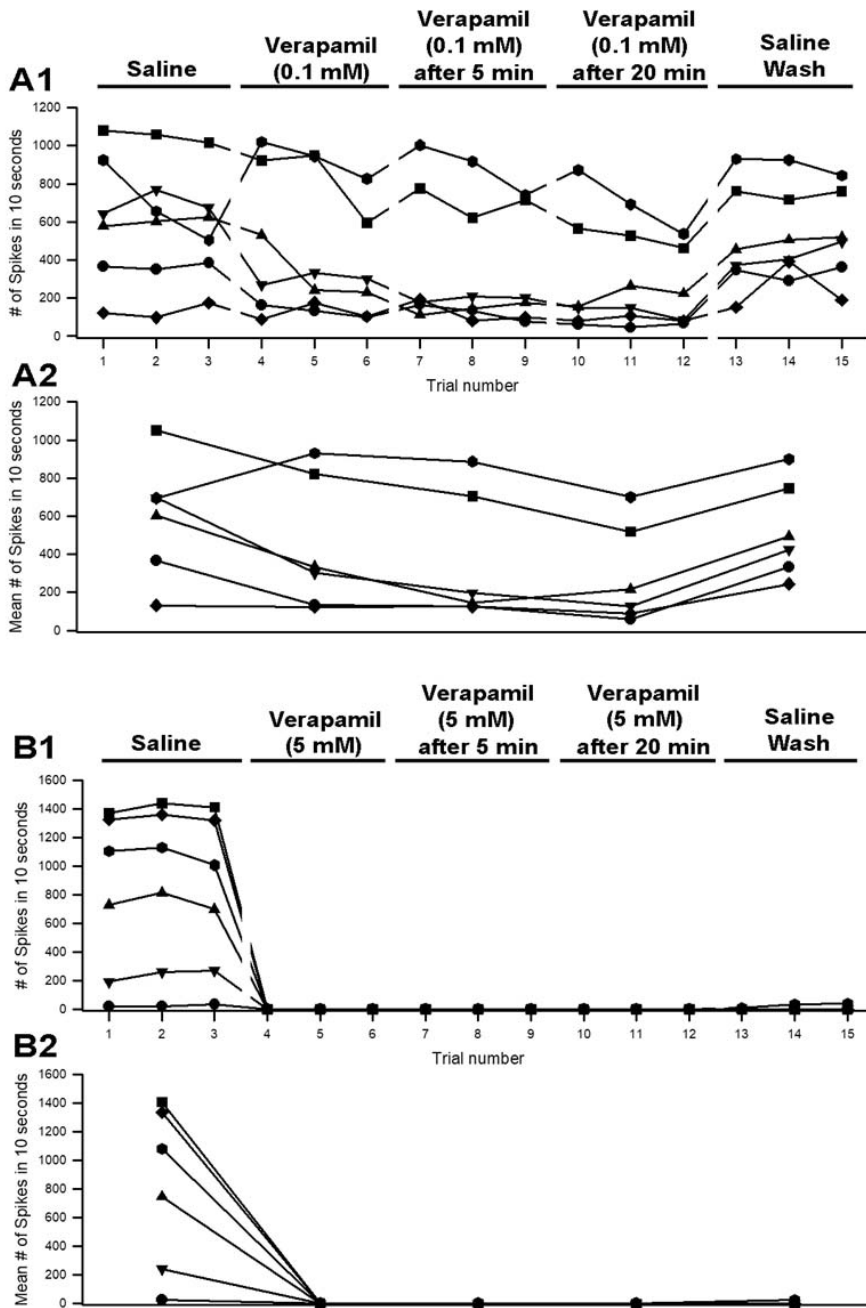 A1
Saline
Verapamil
(0.1 mM)
Verapamil
(0.1 mM)
after 5 min
Verapamil
(0.1 mM)
after 20 min
Saline
Wash
# of Spikes in 10 seconds
1200
1000
800
600
400
200
0
1 2 3 4 5 6 7 8 9 10 11 12 13 14 15
Trial number
A2
Mean # of Spikes in 10 seconds
1200
1000
800
600
400
200
0
B1
Saline
Verapamil
(5 mM)
Verapamil
(5 mM)
after 5 min
Verapamil
(5 mM)
after 20 min
Saline
Wash
# of Spikes in 10 seconds
1600
1400
1200
1000
800
600
400
200
0
1 2 3 4 5 6 7 8 9 10 11 12 13 14 15
Trial number
B2
Mean # of Spikes in 10 seconds
1600
1400
1200
1000
800
600
400
200
0